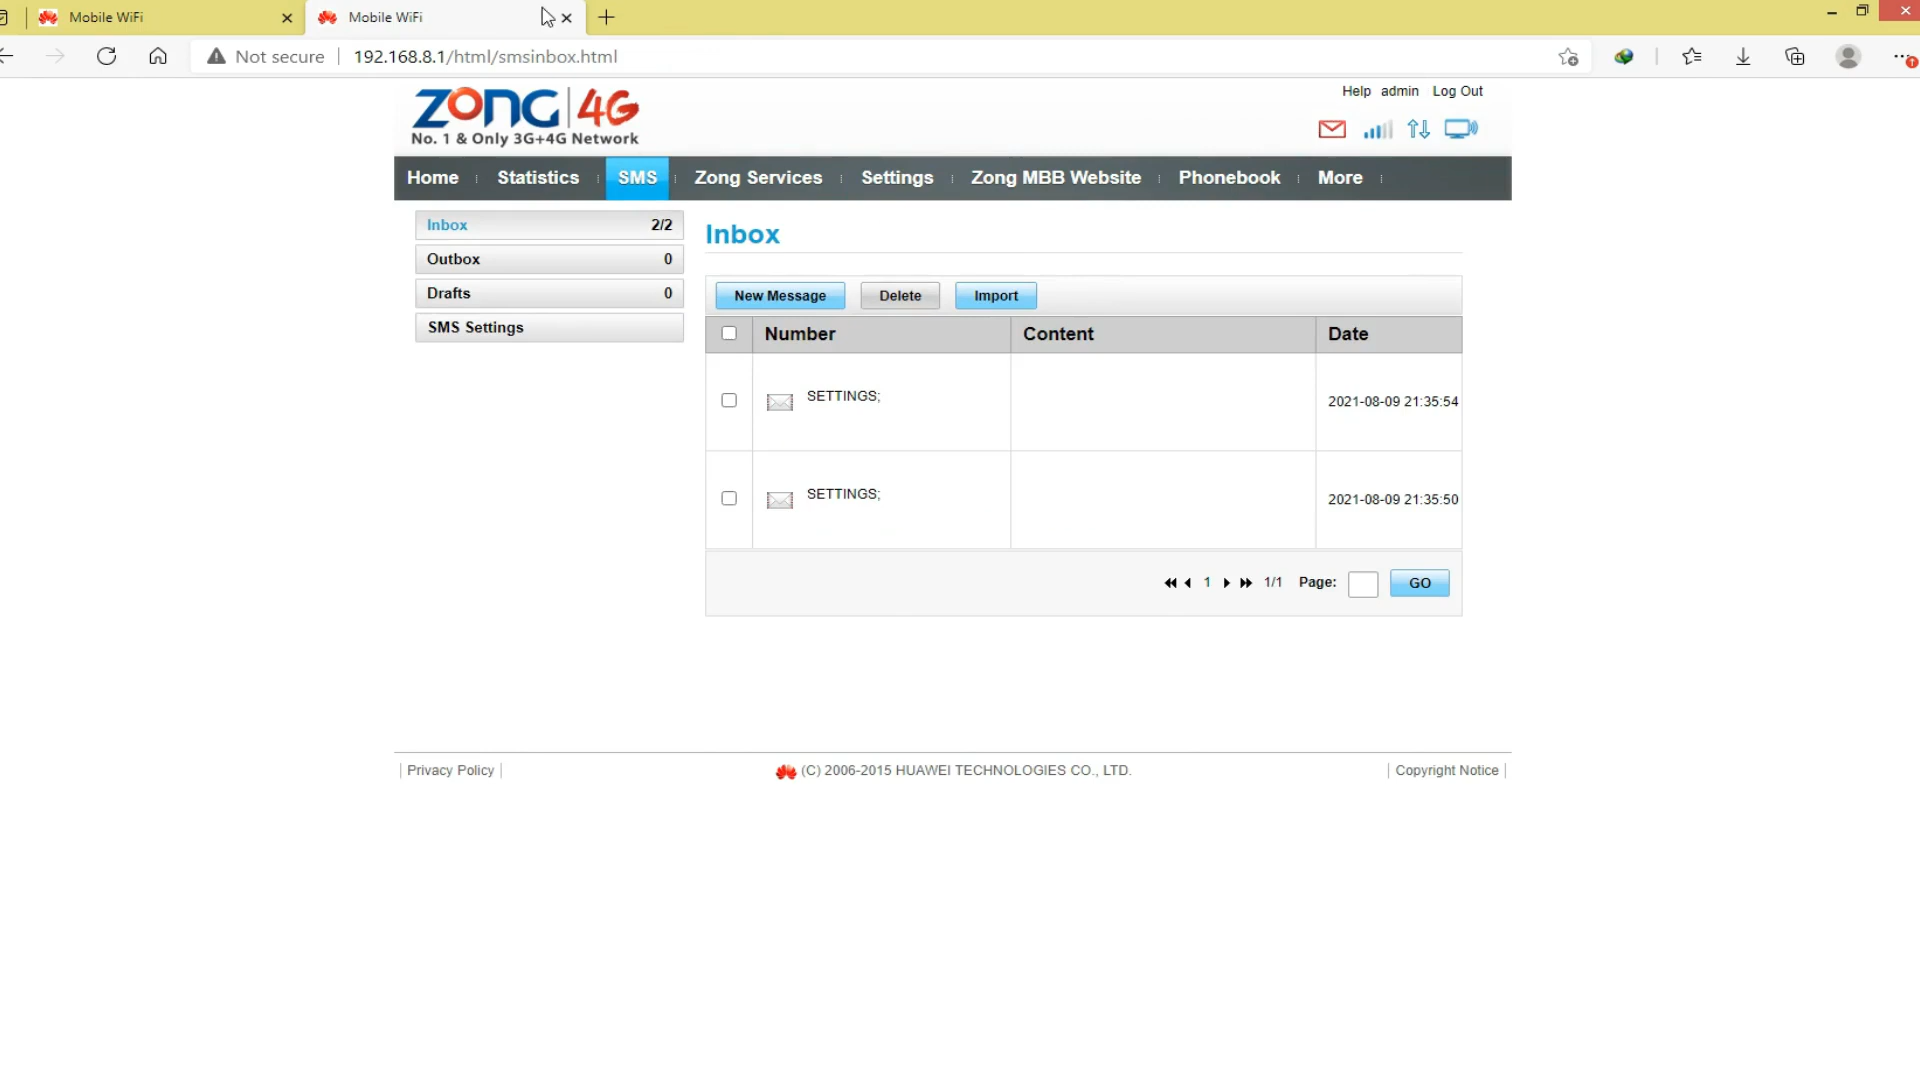 Mobile WiFi
Mobile WiFi
Not secure | 192.168.8.1/html/smsinbox.html
Help admin Log Out
ZONG 4G
No. 1 & Only 3G+4G Network
Home Statistics SMS Zong Services Settings Zong MBB Website Phonebook More
Inbox 2/2
Outbox 0
Drafts 0
SMS Settings
Inbox
New Message Delete Import
Number Content Date
SETTINGS; 2021-08-09 21:35:54
SETTINGS; 2021-08-09 21:35:50
1 1/1 Page: GO
Privacy Policy (C) 2006-2015 HUAWEI TECHNOLOGIES CO., LTD. Copyright Notice